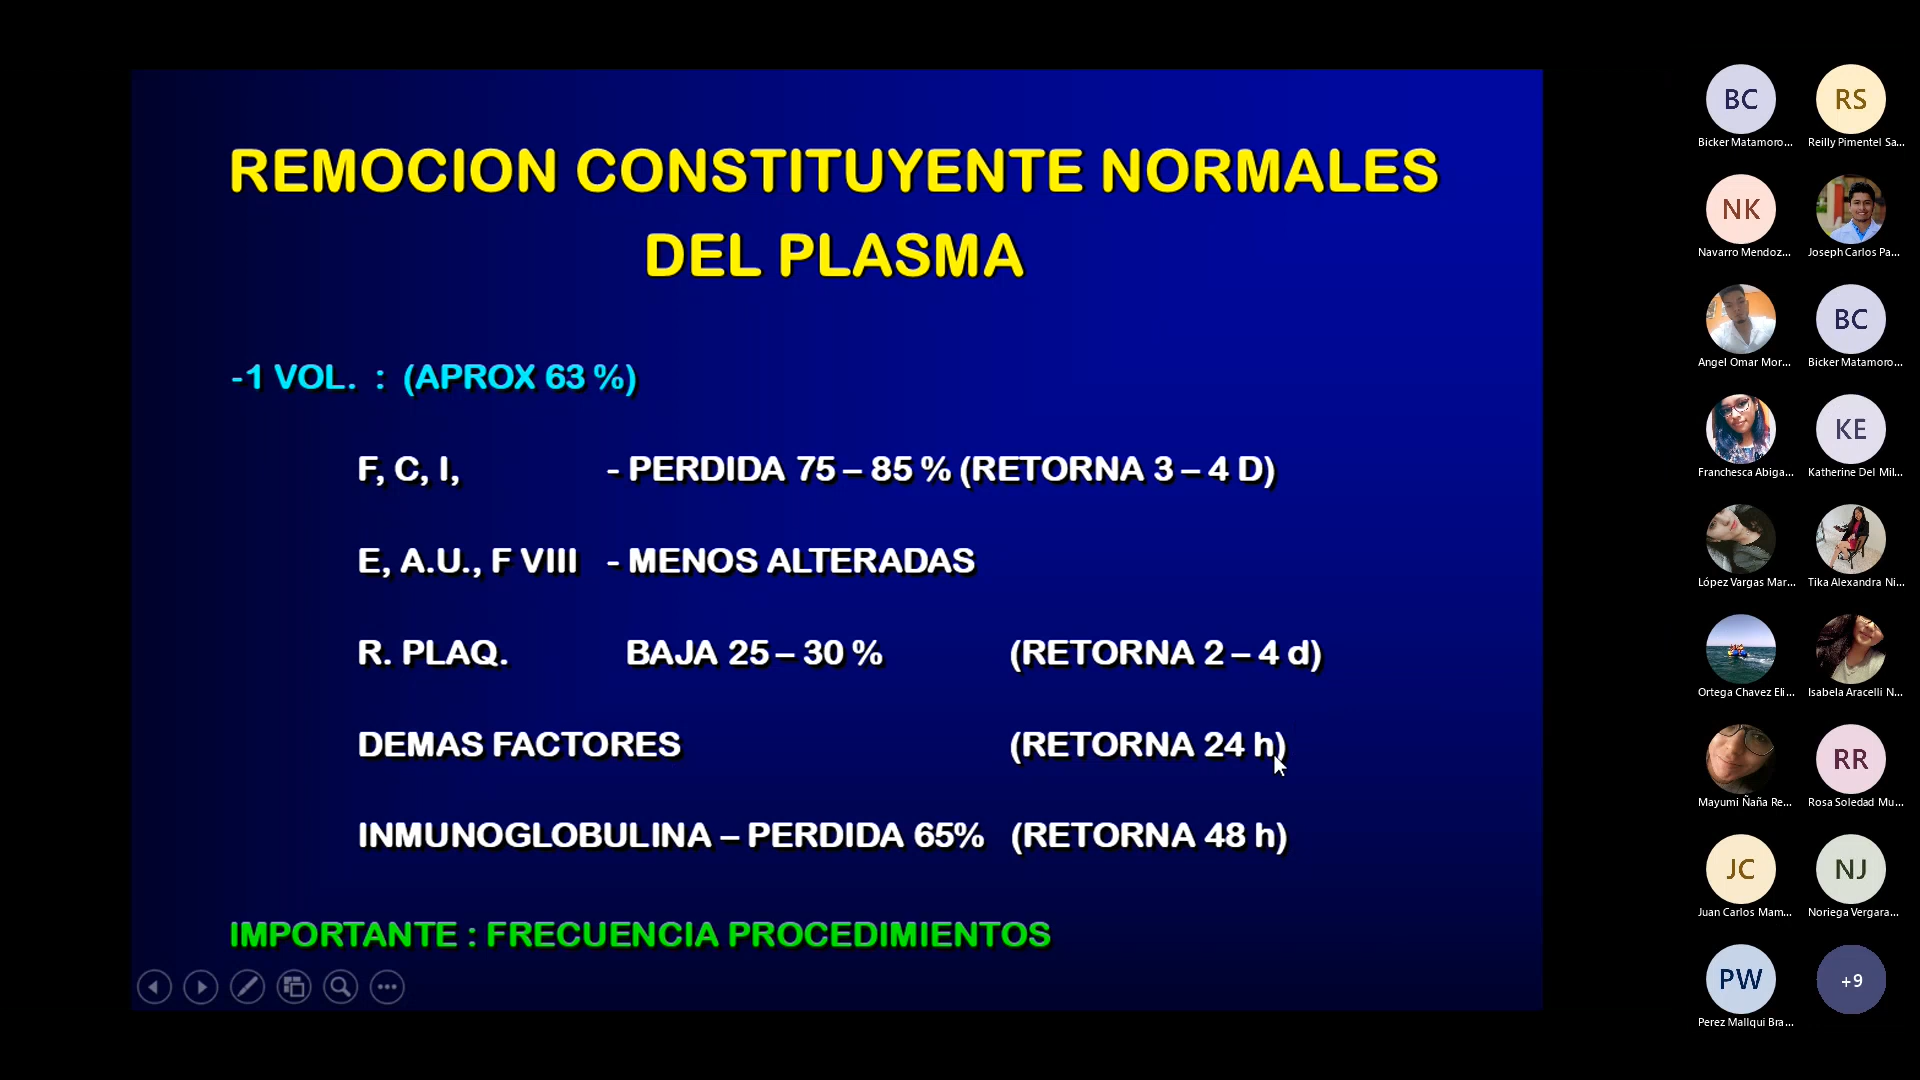 REMOCION CONSTITUYENTE NORMALES
DEL PLASMA
-1 VOL. : (APROX 63 %)
F, C, I, - PERDIDA 75 – 85 % (RETORNA 3 – 4 D)
E, A.U., F VIII - MENOS ALTERADAS
R. PLAQ. BAJA 25 – 30 % (RETORNA 2 – 4 d)
DEMAS FACTORES (RETORNA 24 h)
INMUNOGLOBULINA – PERDIDA 65% (RETORNA 48 h)
IMPORTANTE : FRECUENCIA PROCEDIMIENTOS
BC RS
Bicker Matamoro... Reilly Pimentel Sa...
NK
Navarro Mendoz... Joseph Carlos Pa...
BC
Angel Omar Mor... Bicker Matamoro...
KE
Franchesca Abiga... Katherine Del Mil...
López Vargas Mar... Tika Alexandra Ni...
Ortega Chavez Eli... Isabela Aracelli N...
RR
Mayumi Ñaña Re... Rosa Soledad Mu...
JC NJ
Juan Carlos Mam... Noriega Vergara...
PW +9
Perez Mallqui Bra...